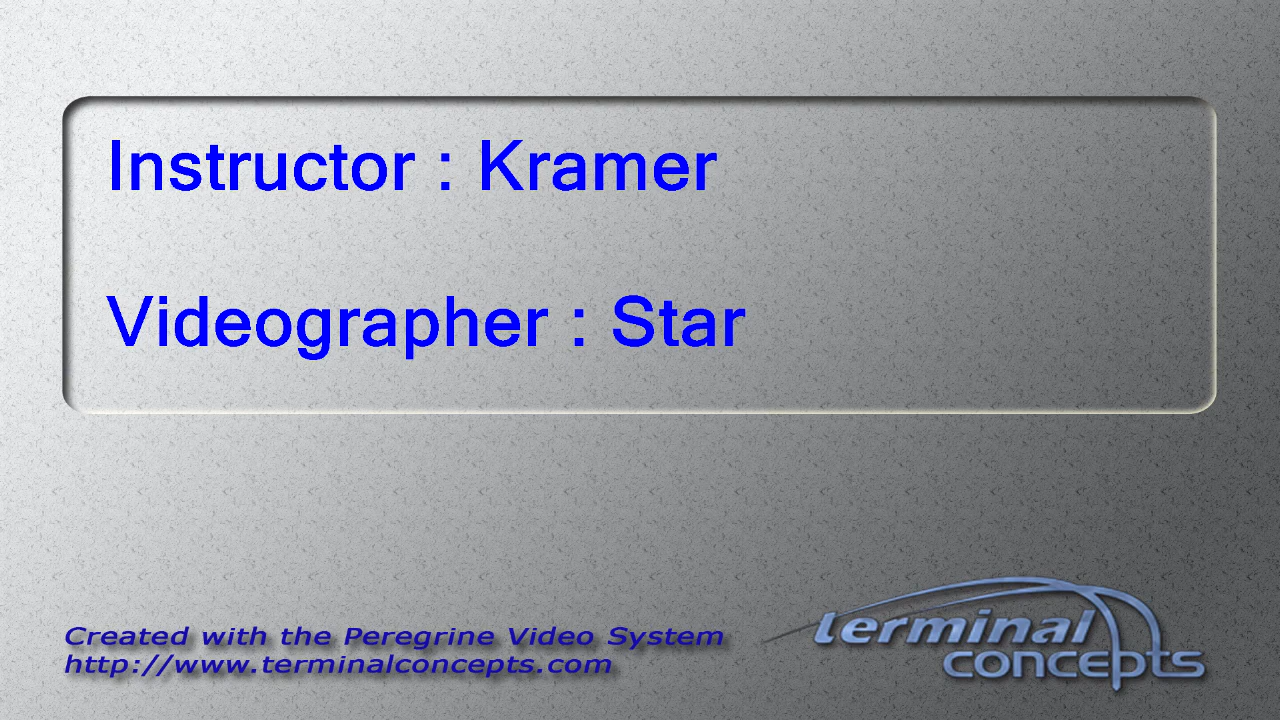 Instructor : Kramer
Videographer : Star
Created with the Peregrine Video System
http://www.terminalconcepts.com
terminal
concepts